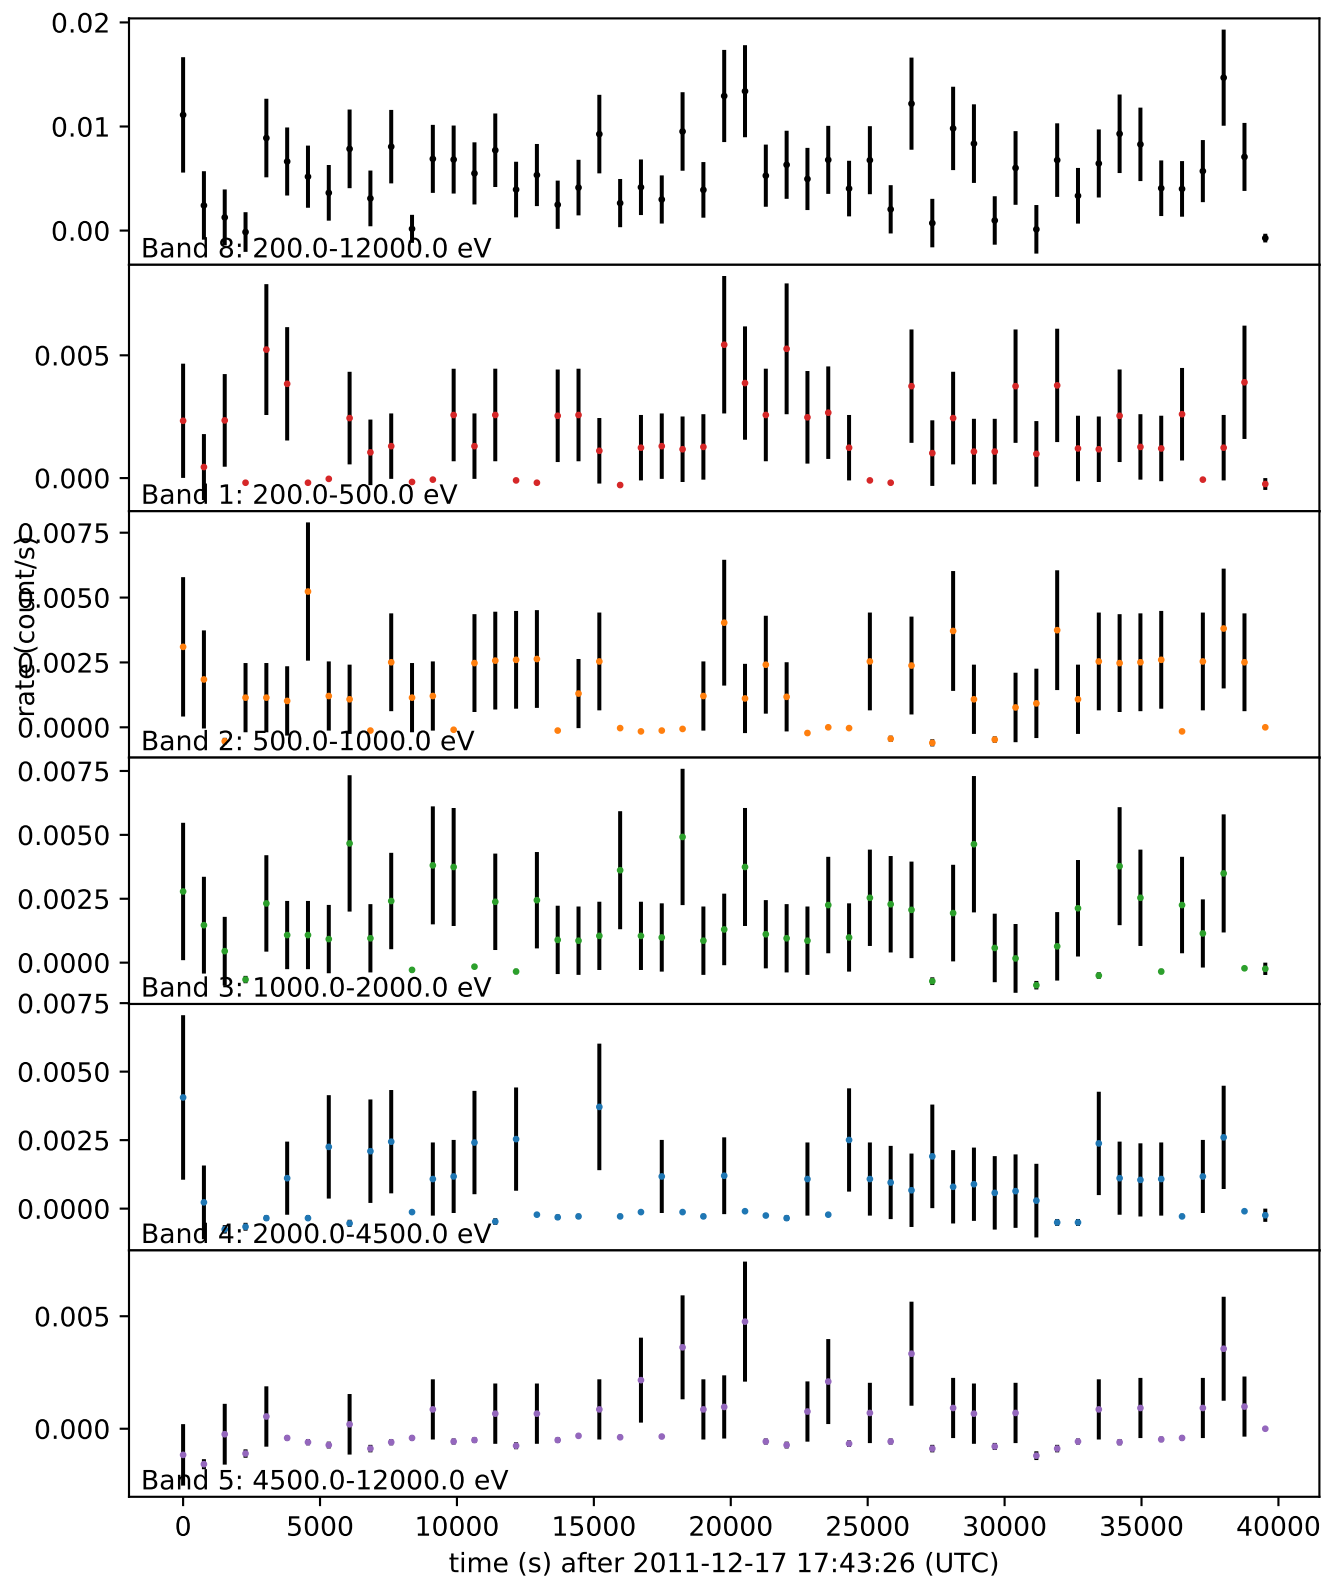 0.02
0.01
0.00
Band 8: 200.0-12000.0 eV
0.005
0.000
Band 1: 200.0-500.0 eV
rate (count/s)
0.0075
0.0050
0.0025
0.0000
Band 2: 500.0-1000.0 eV
0.0075
0.0050
0.0025
0.0000
Band 3: 1000.0-2000.0 eV
0.0075
0.0050
0.0025
0.0000
Band 4: 2000.0-4500.0 eV
0.005
0.000
Band 5: 4500.0-12000.0 eV
0 5000 10000 15000 20000 25000 30000 35000 40000
time (s) after 2011-12-17 17:43:26 (UTC)